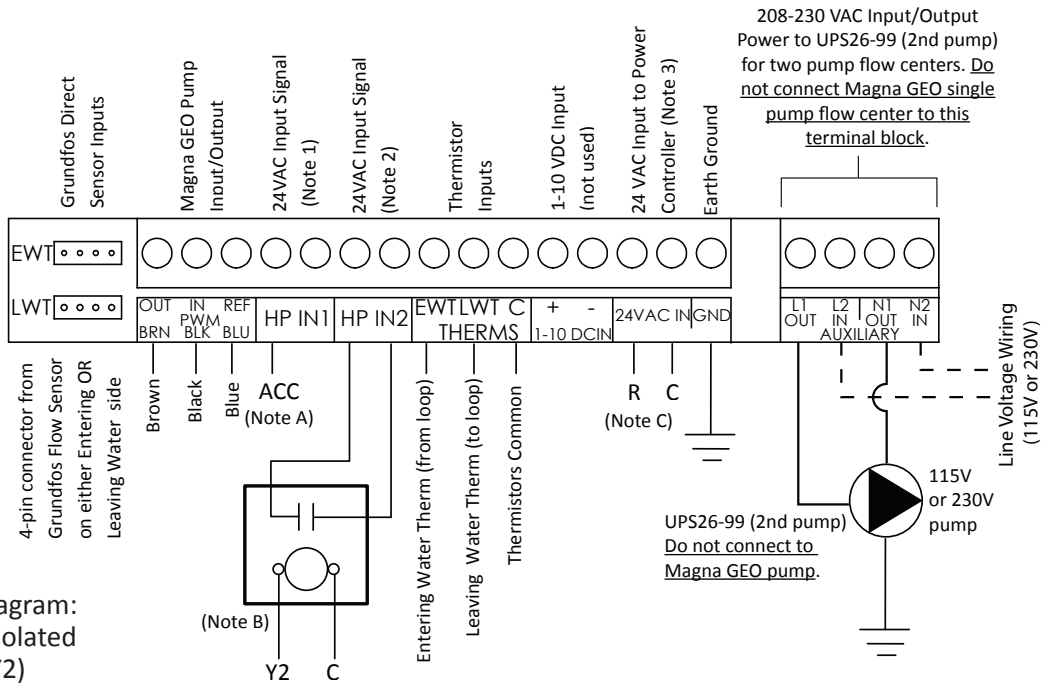 208-230 VAC Input/Output
Power to UPS26-99 (2nd pump)
for two pump flow centers. Do
not connect Magna GEO single
pump flow center to this
terminal block.
Grundfos Direct
Sensor Inputs
Magna GEO Pump
Input/Output
24VAC Input Signal
(Note 1)
24VAC Input Signal
(Note 2)
Thermistor
Inputs
1-10 VDC Input
(not used)
24 VAC Input to Power
Controller (Note 3)
Earth Ground
EWT
LWT
OUT IN REF
PWM
BRN BLK BLU
HP IN1
HP IN2
EWT LWT C
THERMS
+ -
1-10 DCIN
24VAC IN
GND
L1 L2 N1 N2
OUT IN OUT IN
AUXILIARY
4-pin connector from
Grundfos Flow Sensor
on either Entering OR
Leaving Water side
Brown
Black
Blue
ACC
(Note A)
Entering Water Therm (from loop)
Leaving Water Therm (to loop)
Thermistors Common
R C
(Note C)
Line Voltage Wiring
(115V or 230V)
115V
or 230V
pump
UPS26-99 (2nd pump)
Do not connect to
Magna GEO pump.
(Note B)
Y2 C
agram:
olated
/2)